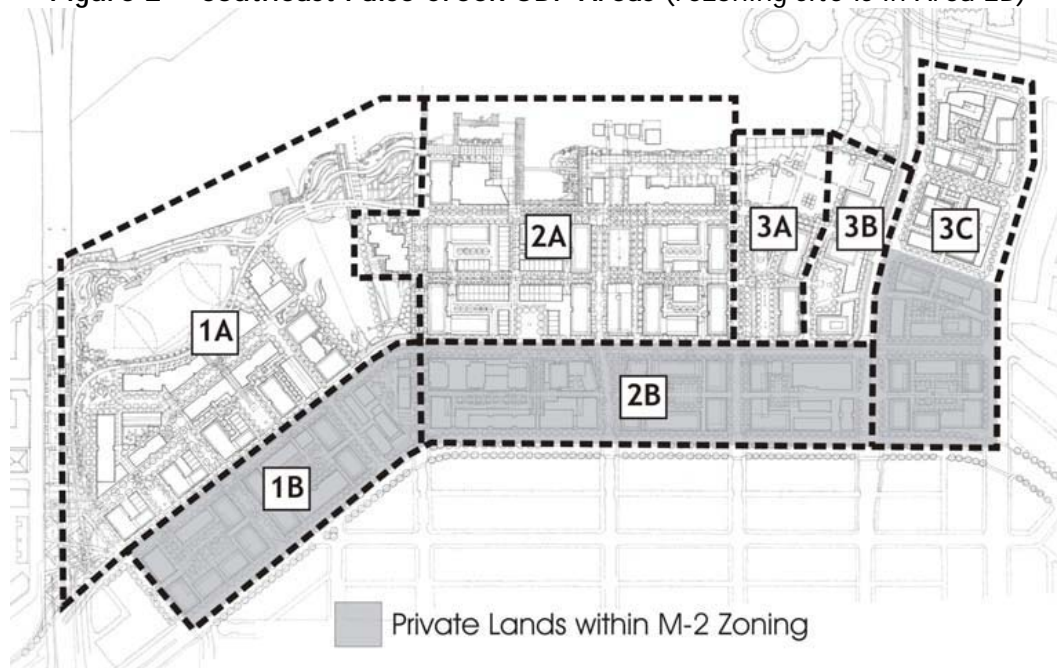 Figure 2 – Southeast False Creek ODP Areas (rezoning site is in Area 2B)
2A
3A
3B
3C
1A
2B
1B
Private Lands within M-2 Zoning